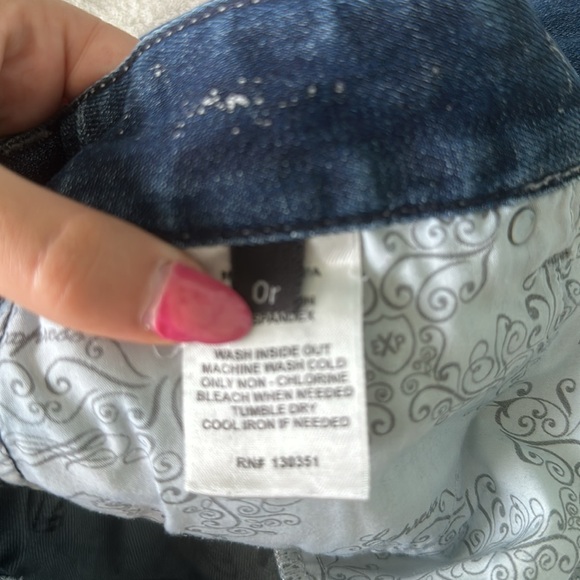 0r
WASH INSIDE OUT
MACHINE WASH COLD
ONLY NON - CHLORINE
BLEACH WHEN NEEDED
TUMBLE DRY
COOL IRON IF NEEDED
RN# 130351
EXP